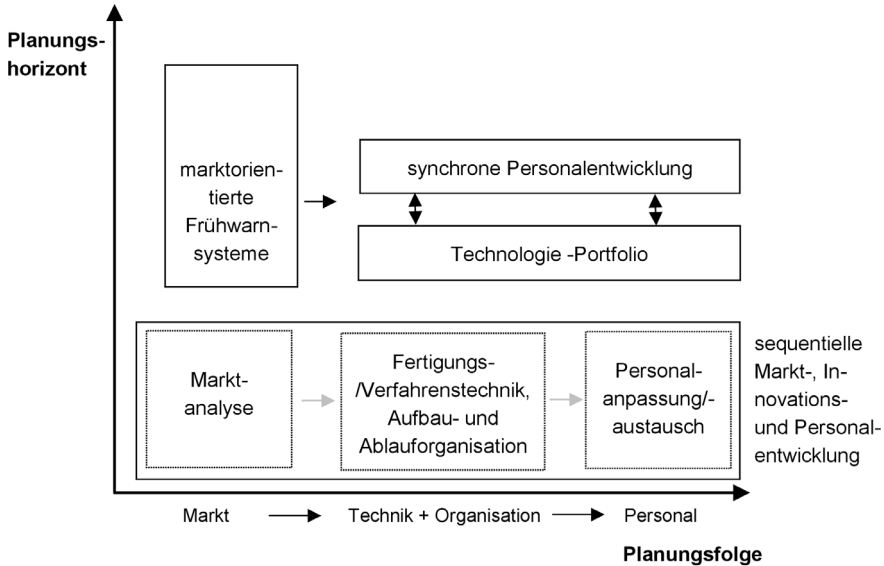 Planungs-
horizont
marktorien-
tierte
Frühwarn-
systeme
synchrone Personalentwicklung
Technologie -Portfolio
Markt-
analyse
Fertigungs-
/Verfahrenstechnik,
Aufbau- und
Ablauforganisation
Personal-
anpassung/-
austausch
sequentielle
Markt-, In-
novations-
und Personal-
entwicklung
Markt
Technik + Organisation
Personal
Planungsfolge